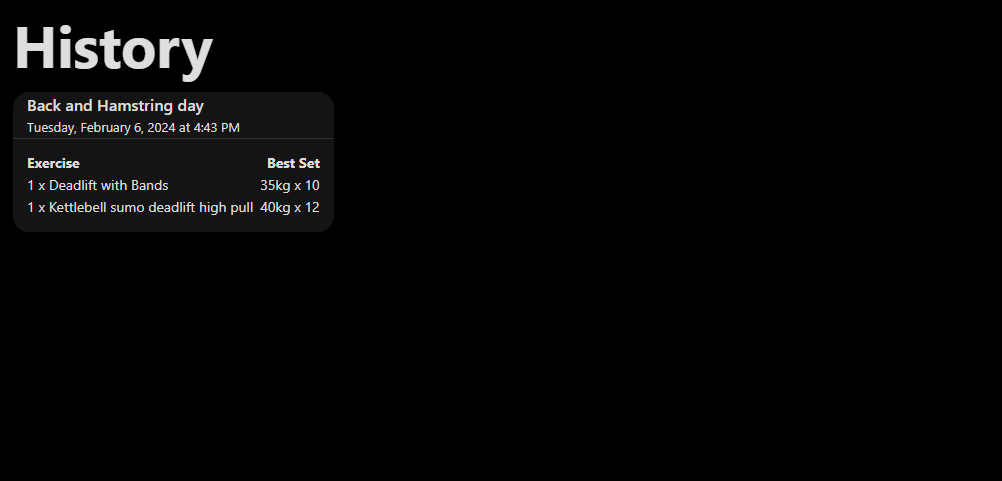 History
Back and Hamstring day
Tuesday, February 6, 2024 at 4:43 PM
Exercise Best Set
1 x Deadlift with Bands 35kg x 10
1 x Kettlebell sumo deadlift high pull 40kg x 12